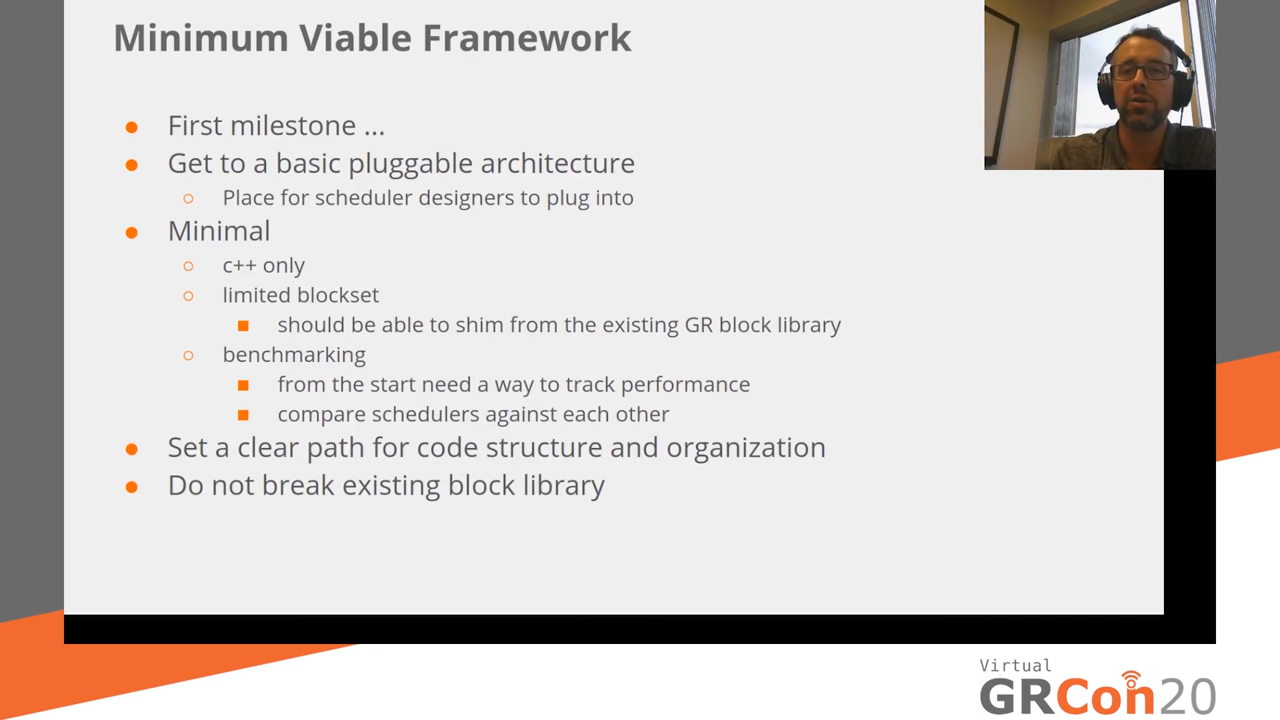 Minimum Viable Framework
● First milestone ...
● Get to a basic pluggable architecture
○ Place for scheduler designers to plug into
● Minimal
○ c++ only
○ limited blockset
■ should be able to shim from the existing GR block library
○ benchmarking
■ from the start need a way to track performance
■ compare schedulers against each other
● Set a clear path for code structure and organization
● Do not break existing block library
Virtual
GRCon20